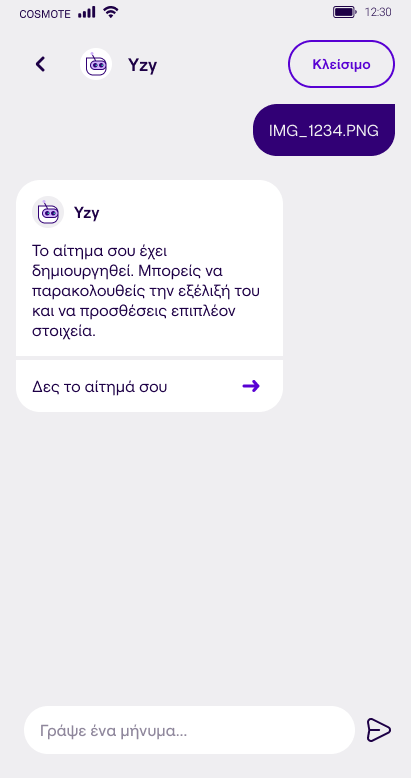 COSMOTE 12:30
Yzy Κλείσιμο
IMG_1234.PNG
Yzy
Το αίτημα σου έχει
δημιουργηθεί. Μπορείς να
παρακολουθείς την εξέλιξή του
και να προσθέσεις επιπλέον
στοιχεία.
Δες το αίτημά σου
Γράψε ένα μήνυμα...